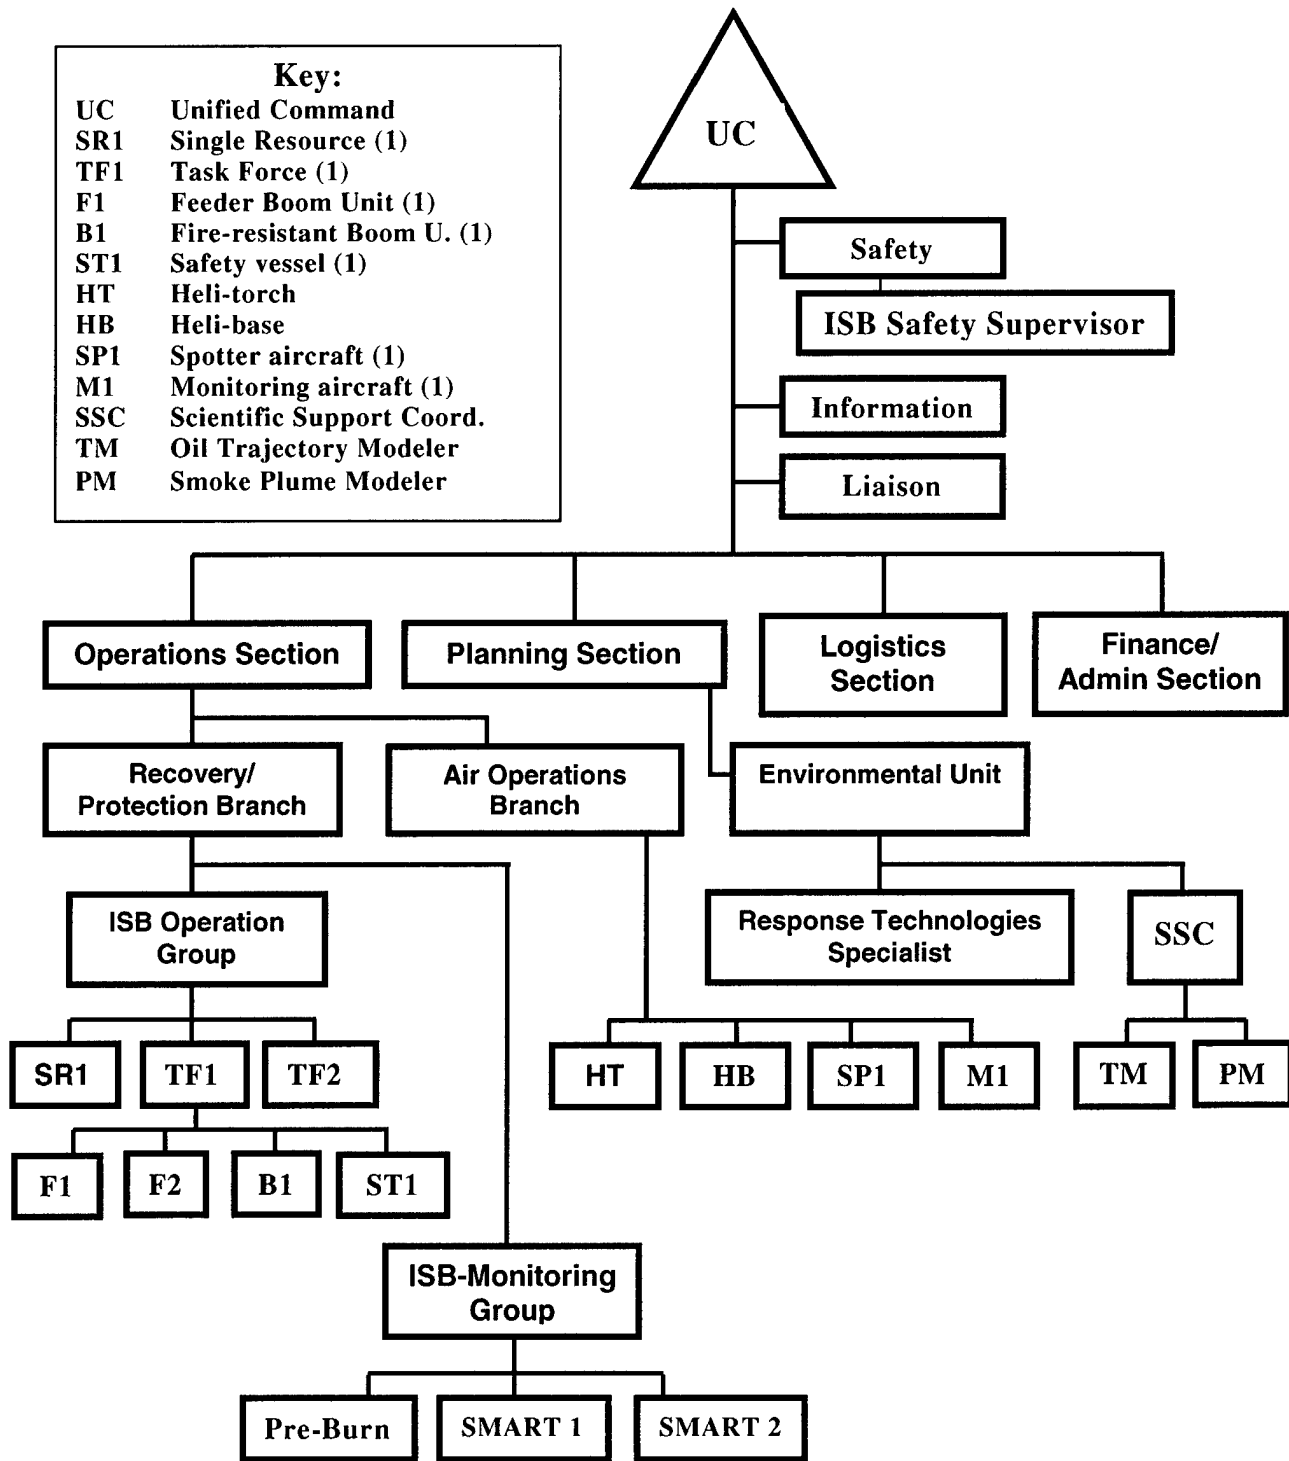 Key:
UC Unified Command
SR1 Single Resource (1)
TF1 Task Force (1)
F1 Feeder Boom Unit (1)
B1 Fire-resistant Boom U. (1)
ST1 Safety vessel (1)
HT Heli-torch
HB Heli-base
SP1 Spotter aircraft (1)
M1 Monitoring aircraft (1)
SSC Scientific Support Coord.
TM Oil Trajectory Modeler
PM Smoke Plume Modeler
UC
Safety
ISB Safety Supervisor
Information
Liaison
Operations Section
Planning Section
Logistics
Section
Finance/
Admin Section
Recovery/
Protection Branch
Air Operations
Branch
Environmental Unit
ISB Operation
Group
Response Technologies
Specialist
SSC
SR1
TF1
TF2
HT
HB
SP1
M1
TM
PM
F1
F2
B1
ST1
ISB-Monitoring
Group
Pre-Burn
SMART 1
SMART 2